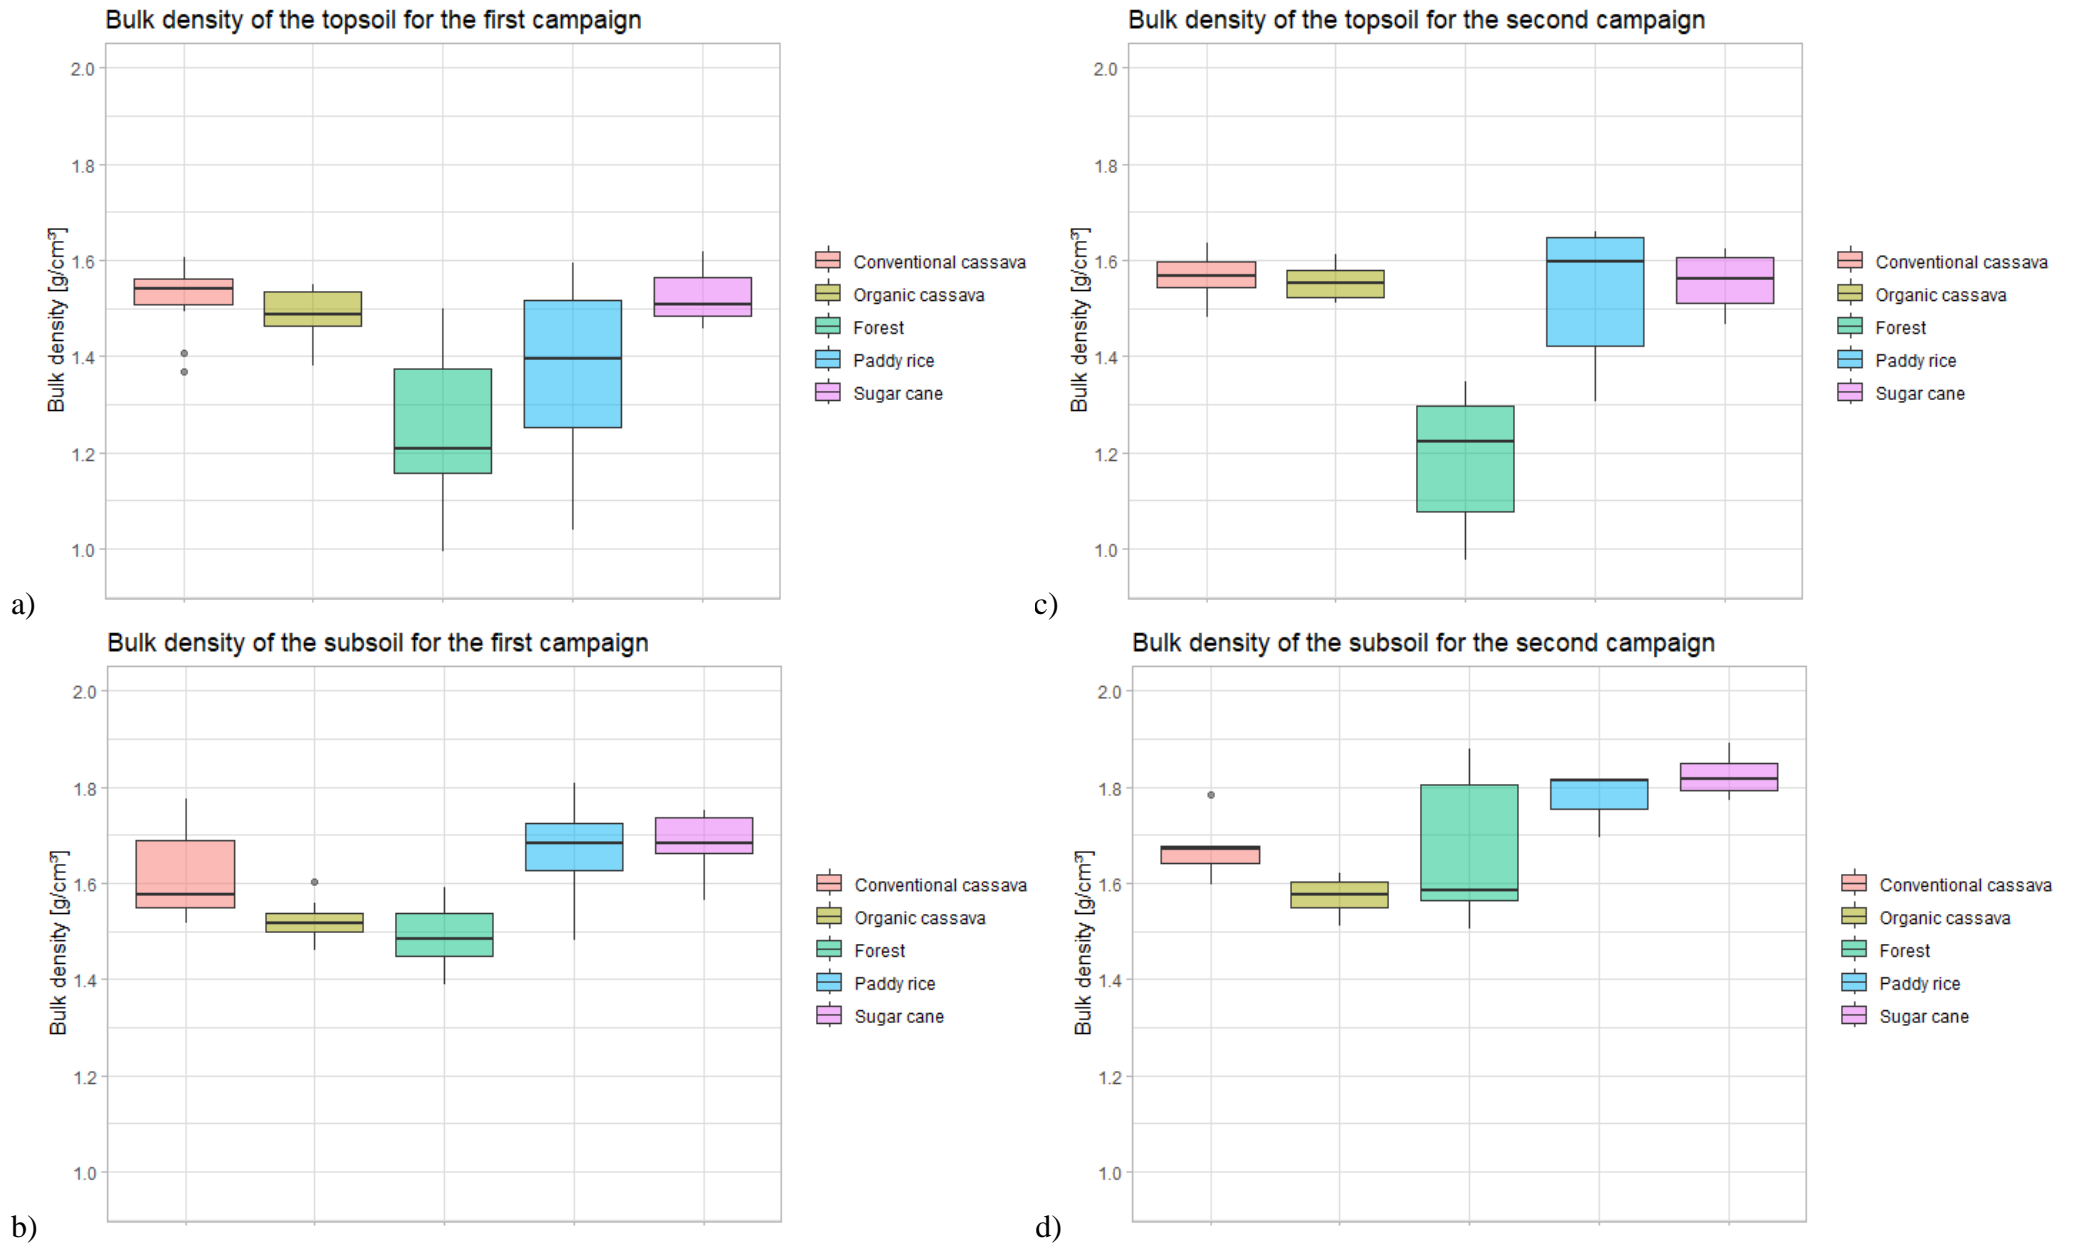 Bulk density of the topsoil for the first campaign
2.0
1.8
1.6
1.4
1.2
1.0
Bulk density [g/cm³]
Conventional cassava
Organic cassava
Forest
Paddy rice
Sugar cane
a)
Bulk density of the topsoil for the second campaign
2.0
1.8
1.6
1.4
1.2
1.0
Bulk density [g/cm³]
Conventional cassava
Organic cassava
Forest
Paddy rice
Sugar cane
c)
Bulk density of the subsoil for the first campaign
2.0
1.8
1.6
1.4
1.2
1.0
Bulk density [g/cm³]
Conventional cassava
Organic cassava
Forest
Paddy rice
Sugar cane
b)
Bulk density of the subsoil for the second campaign
2.0
1.8
1.6
1.4
1.2
1.0
Bulk density [g/cm³]
Conventional cassava
Organic cassava
Forest
Paddy rice
Sugar cane
d)